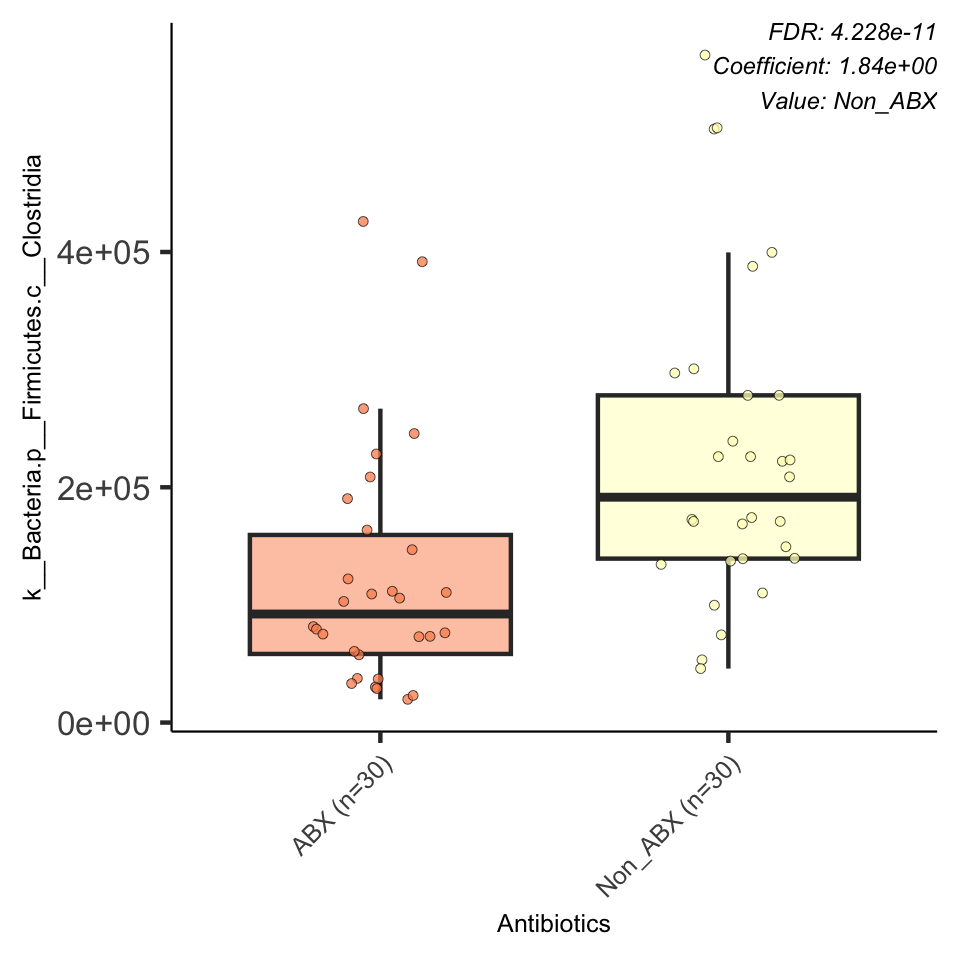 FDR: 4.228e-11
Coefficient: 1.84e+00
Value: Non_ABX
k__Bacteria.p__Firmicutes.c__Clostridia
4e+05
2e+05
0e+00
ABX (n=30)
Non_ABX (n=30)
Antibiotics